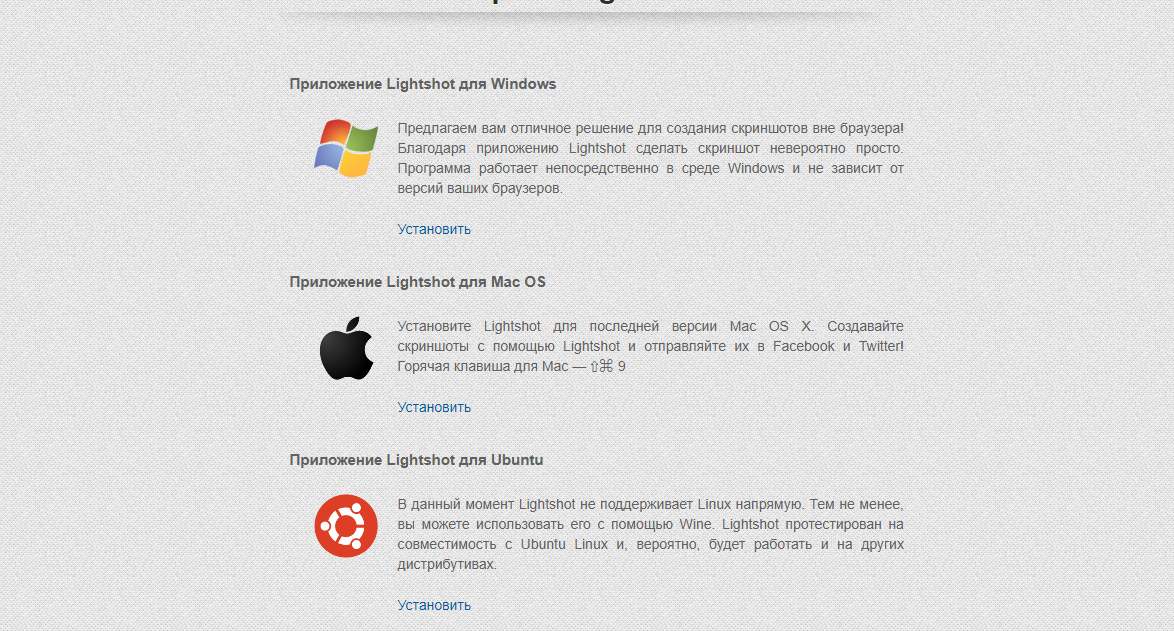 Приложение Lightshot для Windows
Предлагаем вам отличное решение для создания скриншотов вне браузера!
Благодаря приложению Lightshot сделать скриншот невероятно просто.
Программа работает непосредственно в среде Windows и не зависит от
версий ваших браузеров.
Установить
Приложение Lightshot для Mac OS
Установите Lightshot для последней версии Mac OS X. Создавайте
скриншоты с помощью Lightshot и отправляйте их в Facebook и Twitter!
Горячая клавиша для Mac — ⇧⌘ 9
Установить
Приложение Lightshot для Ubuntu
В данный момент Lightshot не поддерживает Linux напрямую. Тем не менее,
вы можете использовать его с помощью Wine. Lightshot протестирован на
совместимость с Ubuntu Linux и, вероятно, будет работать и на других
дистрибутивах.
Установить